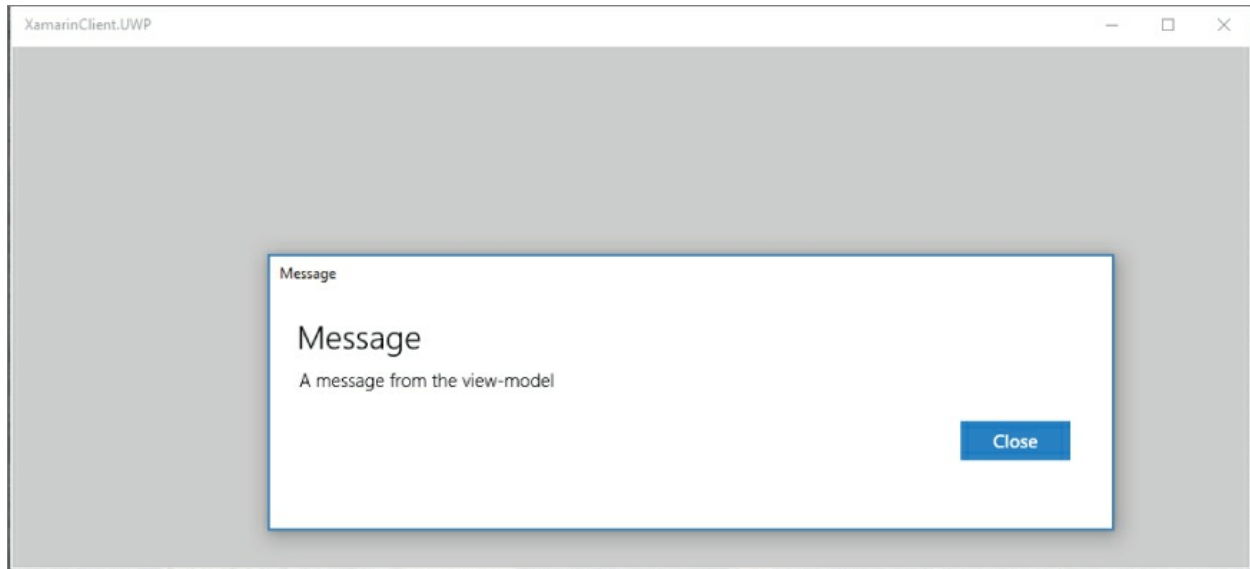 XamarinClient.UWP
Message
Message
A message from the view-model
Close